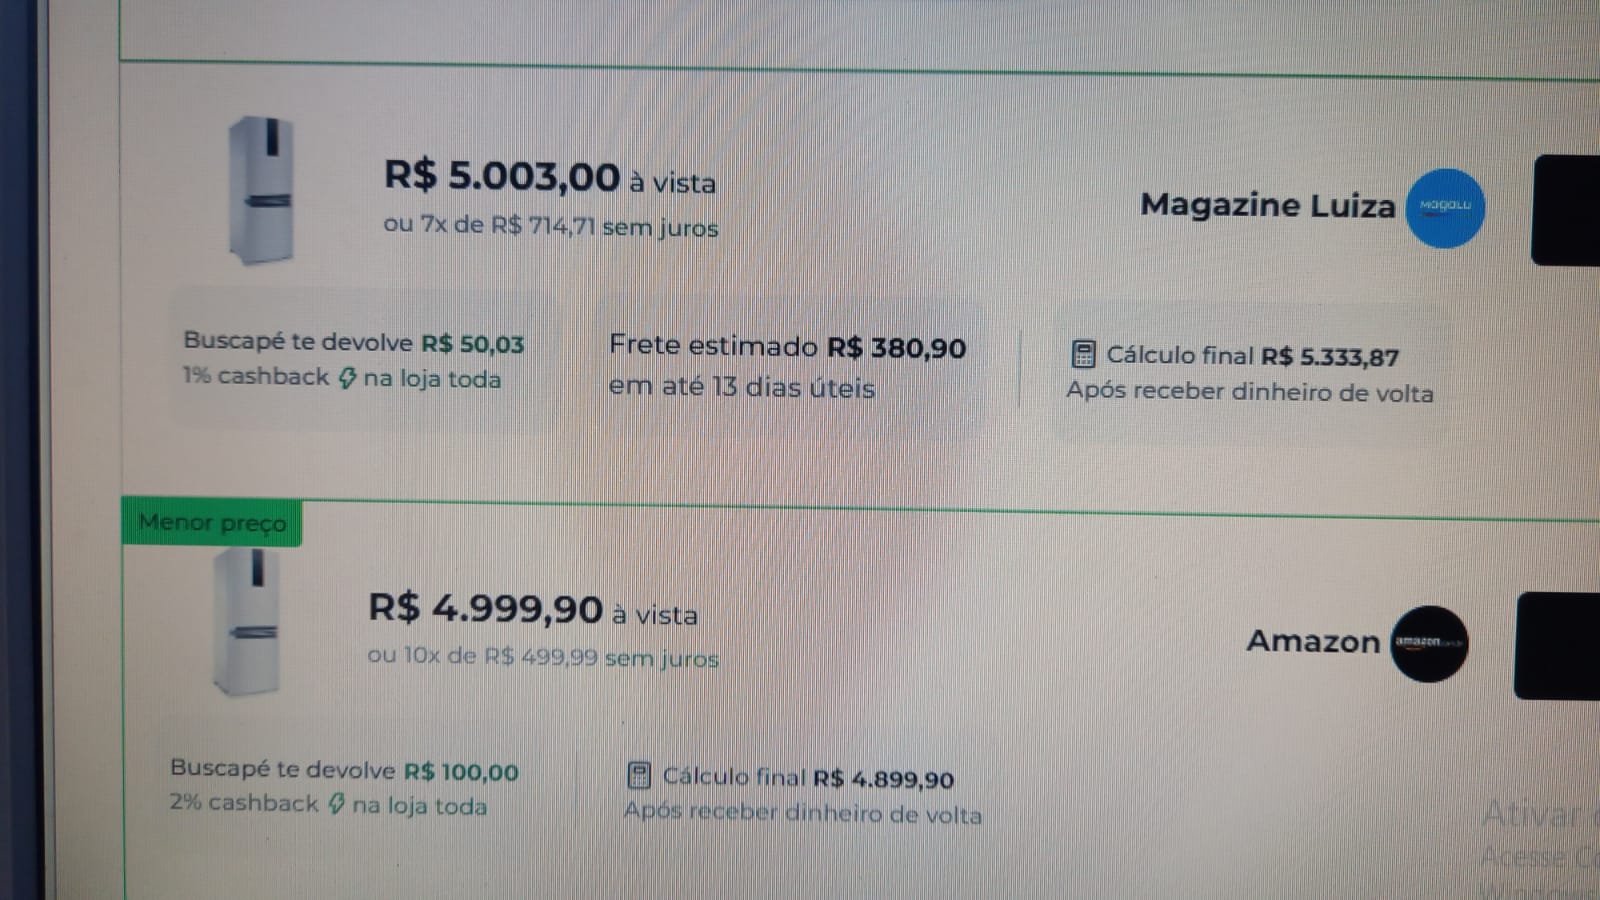 R$ 5.003,00 à vista
ou 7x de R$ 714,71 sem juros
Magazine Luiza
MAGALU
Buscapé te devolve R$ 50,03
1% cashback na loja toda
Frete estimado R$ 380,90
em até 13 dias úteis
Cálculo final R$ 5.333,87
Após receber dinheiro de volta
Menor preço
R$ 4.999,90 à vista
ou 10x de R$ 499,99 sem juros
Amazon
amazon
Buscapé te devolve R$ 100,00
2% cashback na loja toda
Cálculo final R$ 4.899,90
Após receber dinheiro de volta
Ativar
Acesse
Windows